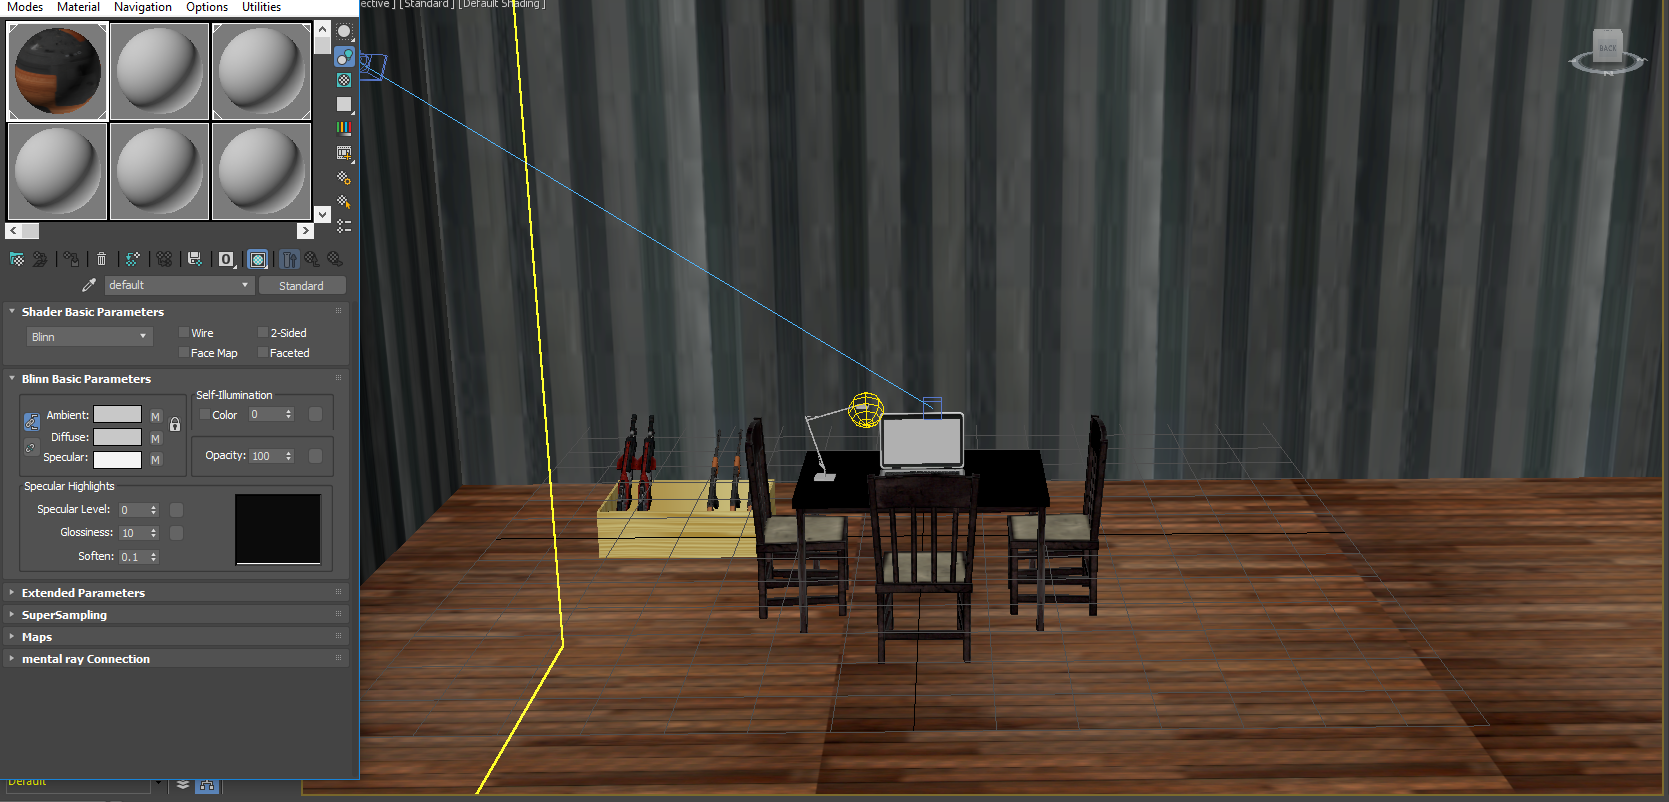 Modes Material Navigation Options Utilities
ective ] [ Standard ] [Default Shading ]
BACK
N
0
default Standard
Shader Basic Parameters
Blinn Wire 2-Sided
Face Map Faceted
Blinn Basic Parameters
Self-Illumination
Ambient: M Color 0
Diffuse: M
Specular: M Opacity: 100
Specular Highlights
Specular Level: 0
Glossiness: 10
Soften: 0.1
Extended Parameters
SuperSampling
Maps
mental ray Connection
Default